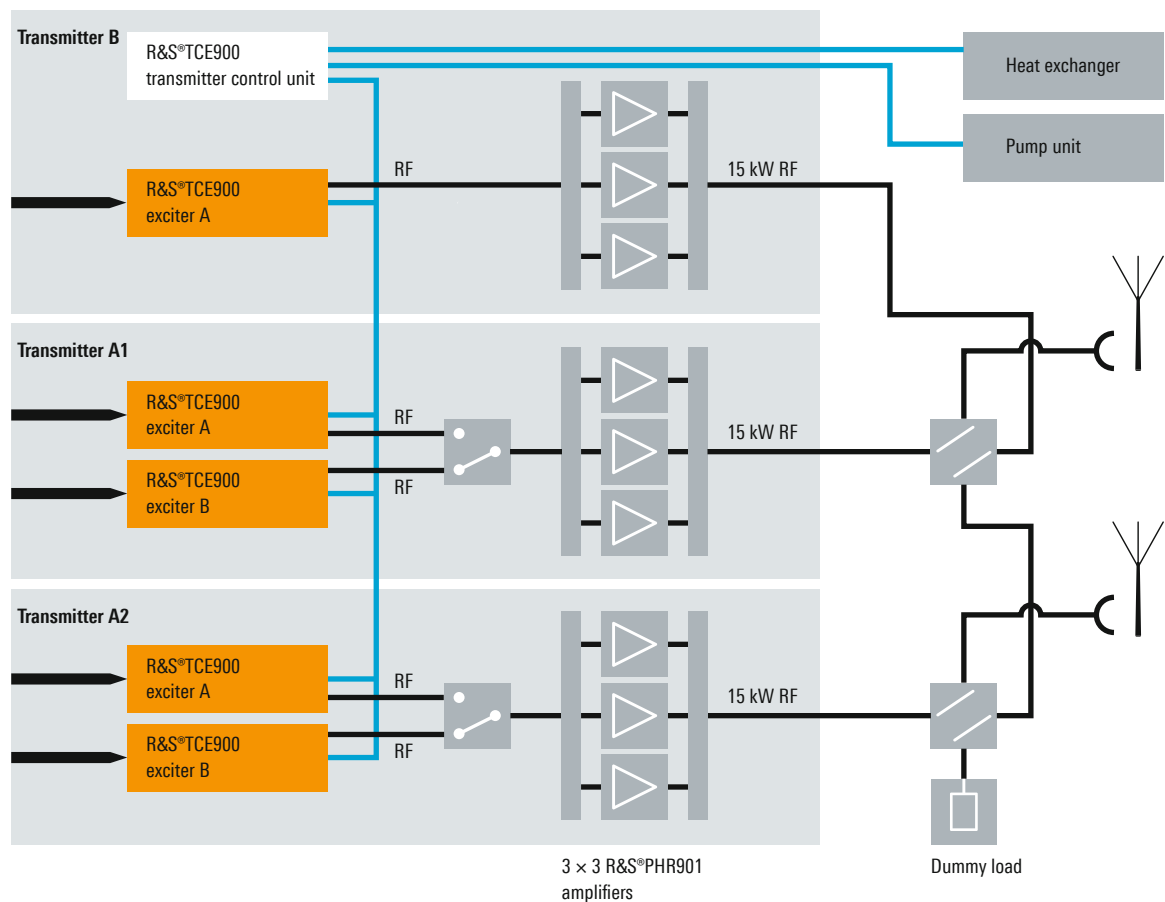 Transmitter B
R&S®TCE900
transmitter control unit
Heat exchanger
Pump unit
RF
15 kW RF
R&S®TCE900
exciter A
Transmitter A1
R&S®TCE900
exciter A
RF
15 kW RF
R&S®TCE900
exciter B
RF
Transmitter A2
R&S®TCE900
exciter A
RF
15 kW RF
R&S®TCE900
exciter B
RF
3 × 3 R&S®PHR901
amplifiers
Dummy load